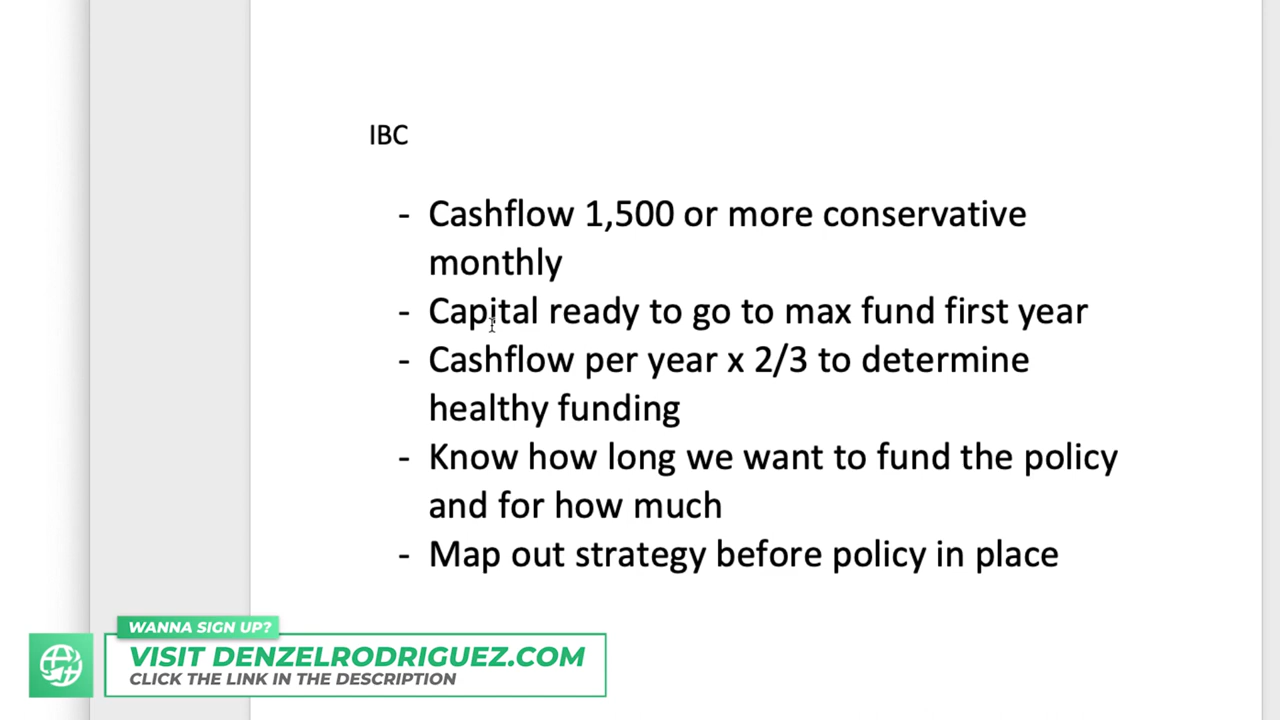 IBC
- Cashflow 1,500 or more conservative
monthly
- Capital ready to go to max fund first year
- Cashflow per year x 2/3 to determine
healthy funding
- Know how long we want to fund the policy
and for how much
- Map out strategy before policy in place
WANNA SIGN UP?
VISIT DENZELRODRIGUEZ.COM
CLICK THE LINK IN THE DESCRIPTION